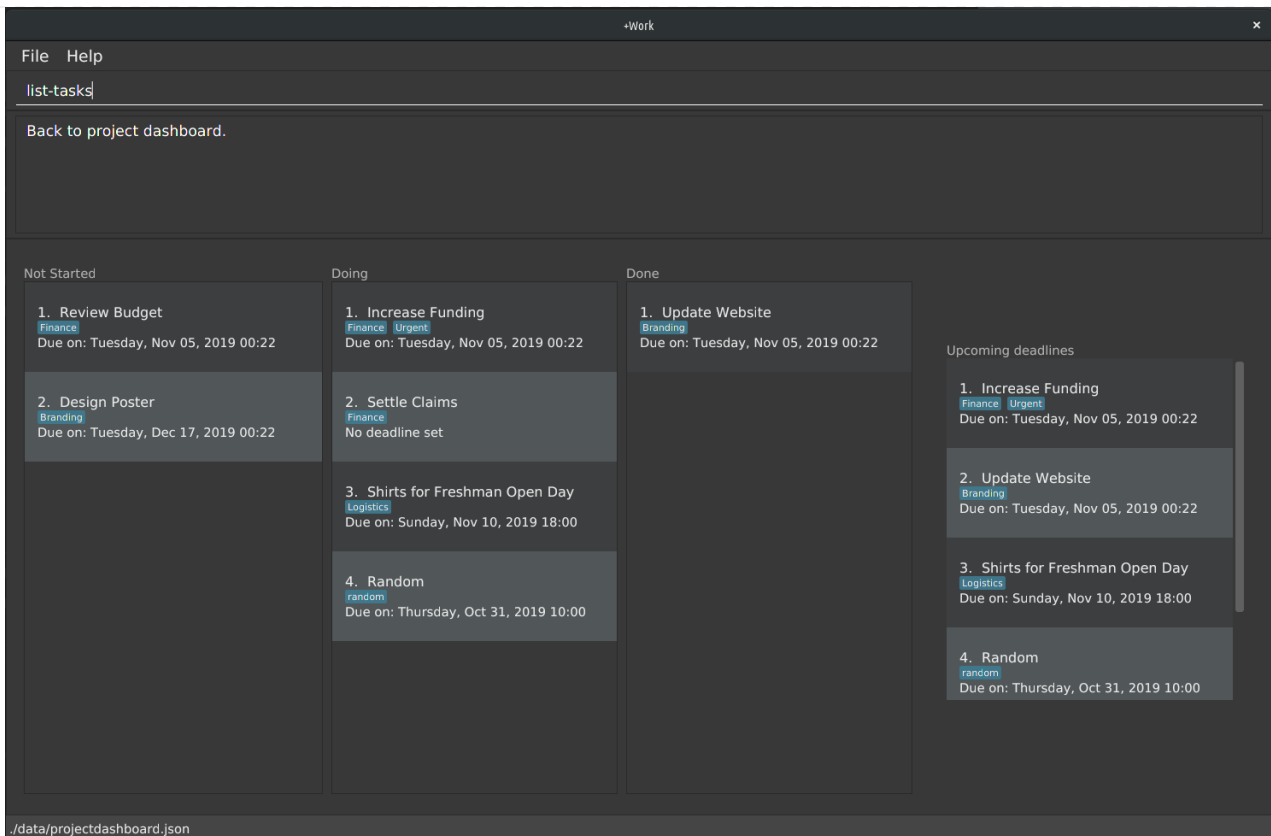 +Work
×
File Help
list-tasks
Back to project dashboard.
Not Started
1. Review Budget
Finance
Due on: Tuesday, Nov 05, 2019 00:22
2. Design Poster
Branding
Due on: Tuesday, Dec 17, 2019 00:22
Doing
1. Increase Funding
Finance Urgent
Due on: Tuesday, Nov 05, 2019 00:22
2. Settle Claims
Finance
No deadline set
3. Shirts for Freshman Open Day
Logistics
Due on: Sunday, Nov 10, 2019 18:00
4. Random
random
Due on: Thursday, Oct 31, 2019 10:00
Done
1. Update Website
Branding
Due on: Tuesday, Nov 05, 2019 00:22
Upcoming deadlines
1. Increase Funding
Finance Urgent
Due on: Tuesday, Nov 05, 2019 00:22
2. Update Website
Branding
Due on: Tuesday, Nov 05, 2019 00:22
3. Shirts for Freshman Open Day
Logistics
Due on: Sunday, Nov 10, 2019 18:00
4. Random
random
Due on: Thursday, Oct 31, 2019 10:00
./data/projectdashboard.json